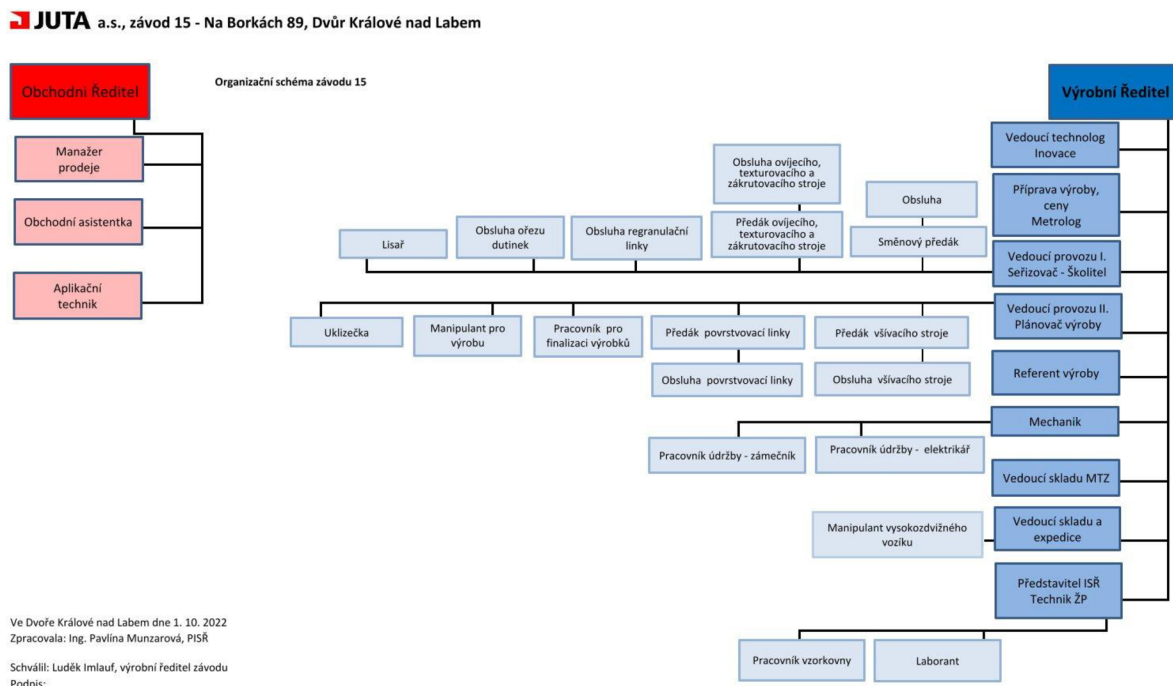 JUTA a.s., závod 15 - Na Borkách 89, Dvůr Králové nad Labem
Organizační schéma závodu 15
Obchodni Ředitel
Manažer
prodeje
Obchodní asistentka
Aplikační
technik
Výrobní Ředitel
Vedoucí technolog
Inovace
Příprava výroby,
ceny
Metrolog
Obsluha ovíjecího,
texturovacího a
zákrutovacího stroje
Obsluha
Lisař
Obsluha ořezu
dutinek
Obsluha regranulační
linky
Předák ovíjecího,
texturovacího a
zákrutovacího stroje
Směnový předák
Vedoucí provozu I.
Seřizovač - Školitel
Uklizečka
Manipulant pro
výrobu
Pracovník pro
finalizaci výrobků
Předák povrstvovací linky
Předák všívacího stroje
Vedoucí provozu II.
Plánovač výroby
Obsluha povrstvovací linky
Obsluha všívacího stroje
Referent výroby
Mechanik
Pracovník údržby - zámečník
Pracovník údržby - elektrikář
Vedoucí skladu MTZ
Manipulant vysokozdvižného
vozíku
Vedoucí skladu a
expedice
Představitel ISŘ
Technik ŽP
Pracovník vzorkovny
Laborant
Ve Dvoře Králové nad Labem dne 1. 10. 2022
Zpracovala: Ing. Pavlína Munzarová, PISŘ
Schválil: Luděk Imlauf, výrobní ředitel závodu
Podpis: